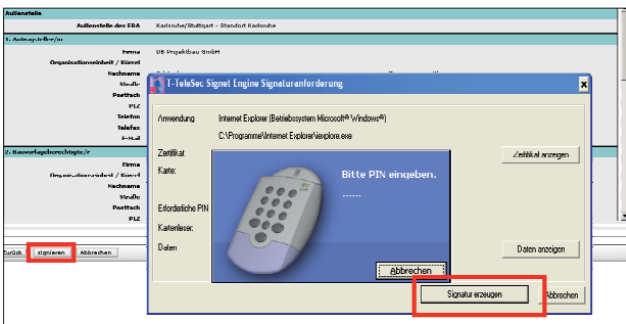 Außenstelle
Außenstelle des EBA Karlsruhe/Stuttgart - Standort Karlsruhe
1. Antragsteller/in
Firma DB Projektbau GmbH
Organisationseinheit / Kürzel
Nachname
Straße
Postfach
PLZ
Telefon
Telefax
E-Mail
2. Bauvorlageberechtigte/r
Firma
Organisationseinheit / Kürzel
Nachname
Straße
Postfach
PLZ
Zurück signieren Abbrechen
T-TeleSec Signet Engine Signaturanforderung
Anwendung Internet Explorer (Betriebssystem Microsoft® Windows®)
C:\Programme\Internet Explorer\iexplore.exe
Zertifikat Zertifikat anzeigen
Karte:
Bitte PIN eingeben.
......
Erforderliche PIN
Kartenleser:
Daten Daten anzeigen
Abbrechen
Signatur erzeugen Abbrechen